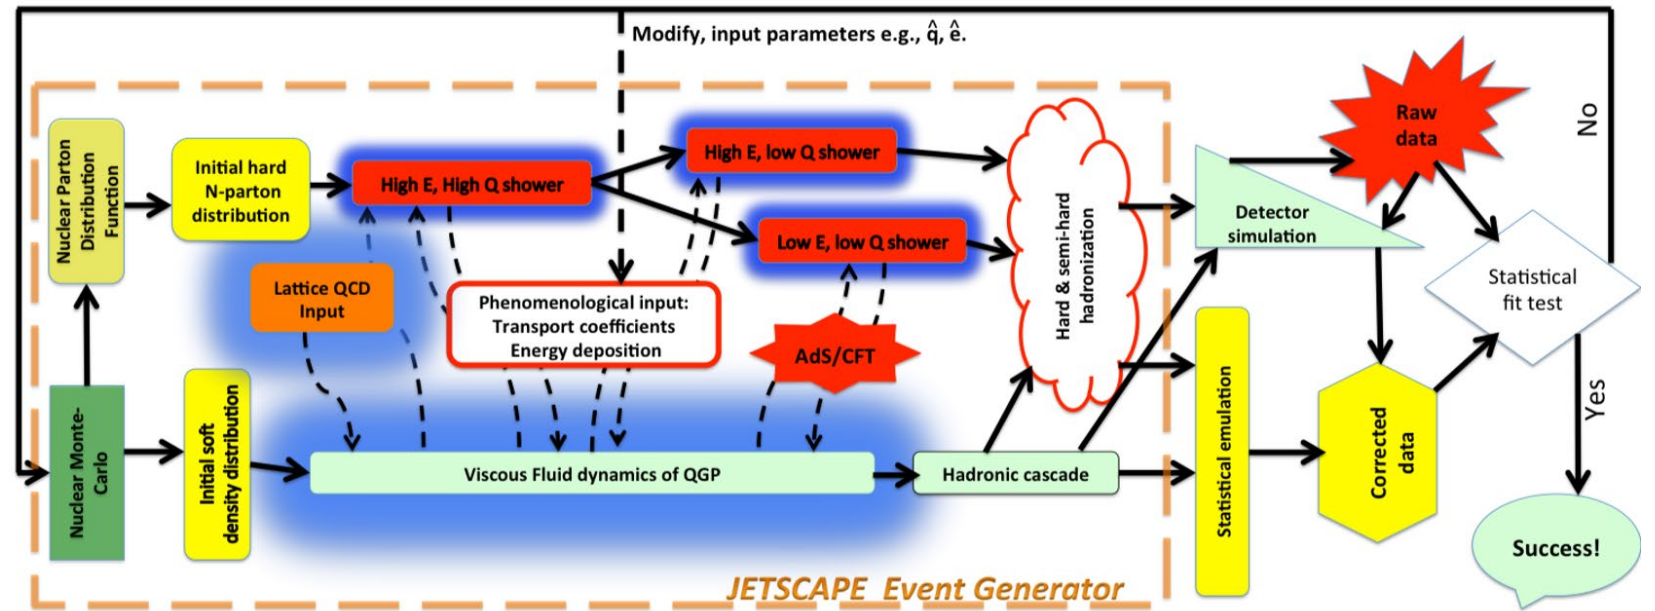 Modify, input parameters e.g., q̂, ê.
Nuclear Parton
Distribution
Function
Initial hard
N-parton
distribution
High E, High Q shower
High E, low Q shower
Low E, low Q shower
Lattice QCD
Input
Phenomenological input:
Transport coefficients
Energy deposition
AdS/CFT
Hard & semi-hard
hadronization
Nuclear Monte-
Carlo
Initial soft
density distribution
Viscous Fluid dynamics of QGP
Hadronic cascade
JETSCAPE Event Generator
Detector
simulation
Raw
data
Statistical emulation
Corrected
data
Statistical
fit test
No
Yes
Success!